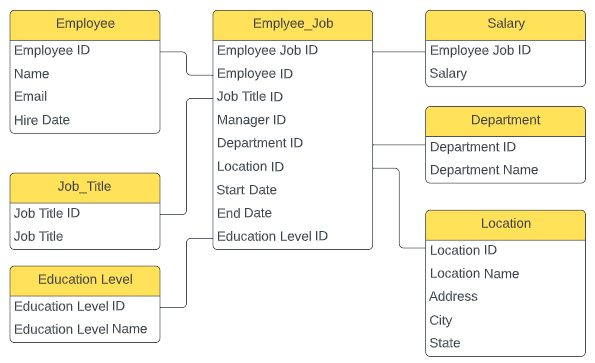 Employee
Employee ID
Name
Email
Hire Date
Job_Title
Job Title ID
Job Title
Education Level
Education Level ID
Education Level Name
Emplyee_Job
Employee Job ID
Employee ID
Job Title ID
Manager ID
Department ID
Location ID
Start Date
End Date
Education Level ID
Salary
Employee Job ID
Salary
Department
Department ID
Department Name
Location
Location ID
Location Name
Address
City
State